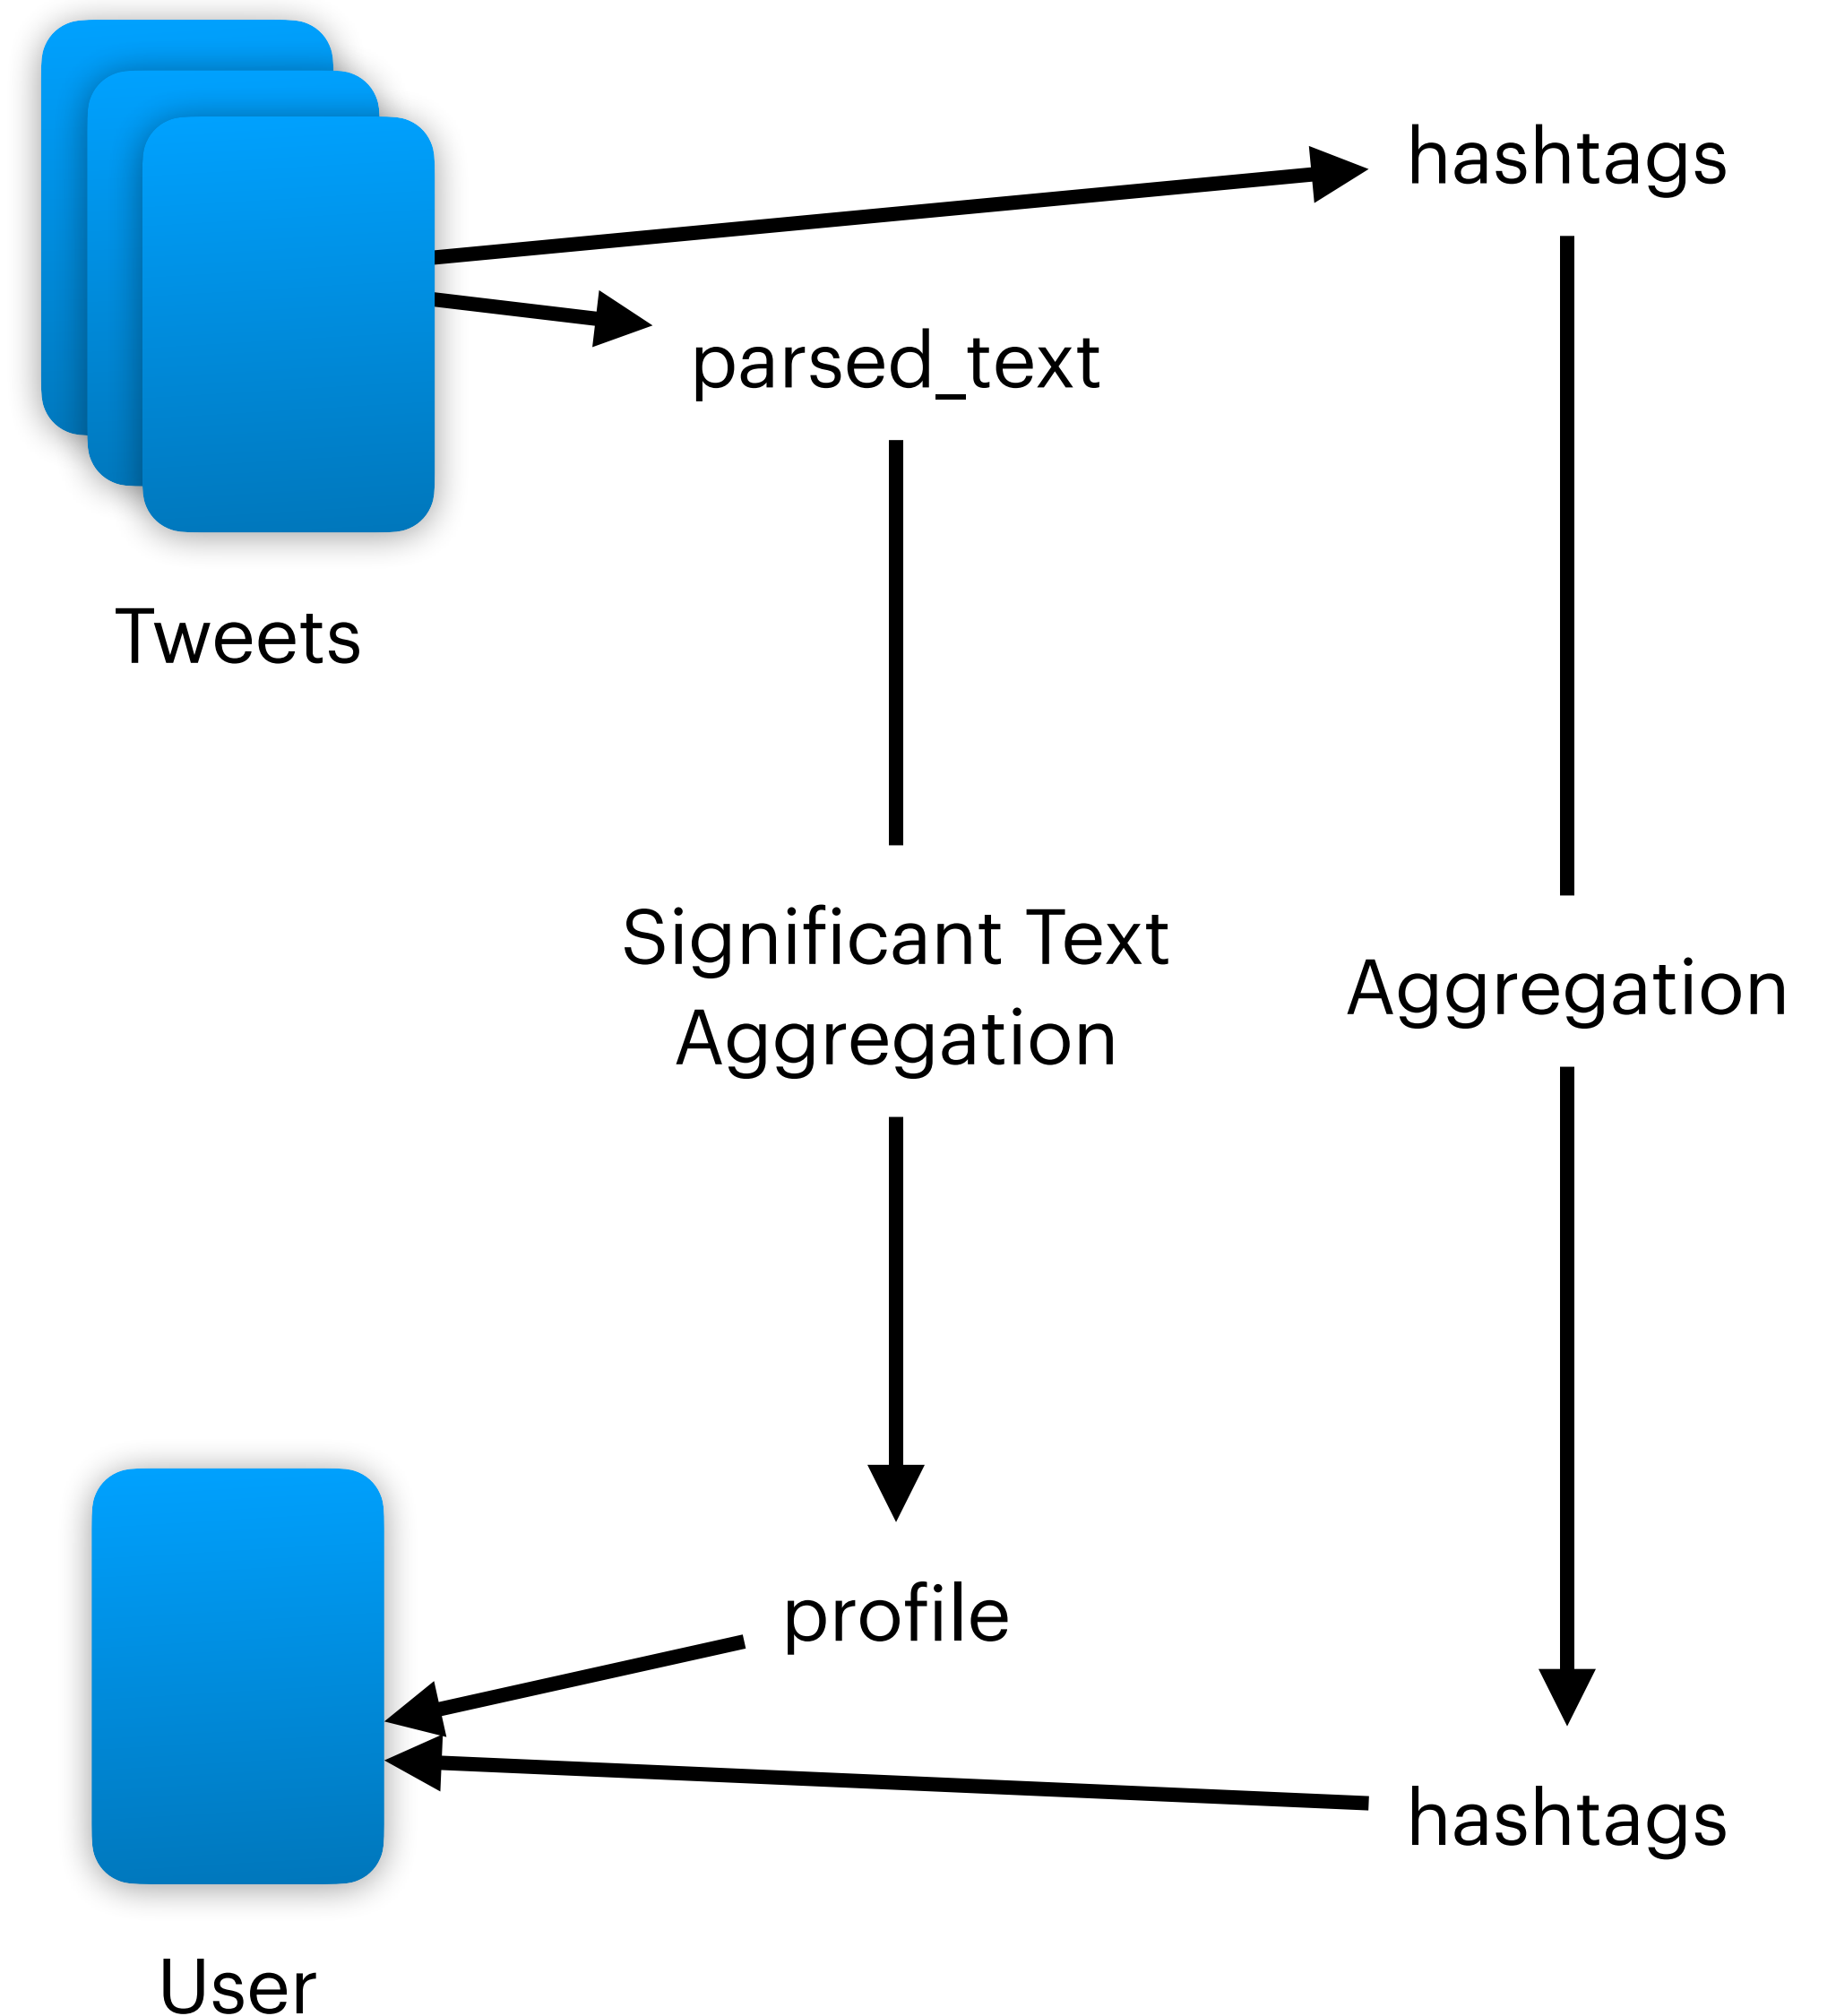 hashtags
parsed_text
Tweets
Significant Text
Aggregation
Aggregation
profile
hashtags
User